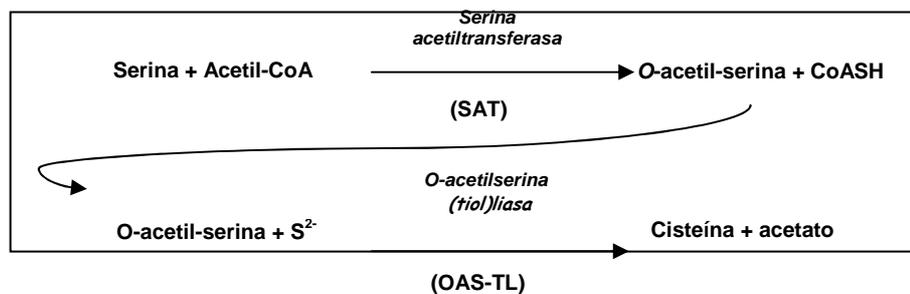 Serina
acetiltransferasa
Serina + Acetil-CoA O-acetil-serina + CoASH
(SAT)
O-acetilserina
(tiol)liasa
O-acetil-serina + S²⁻ Cisteína + acetato
(OAS-TL)